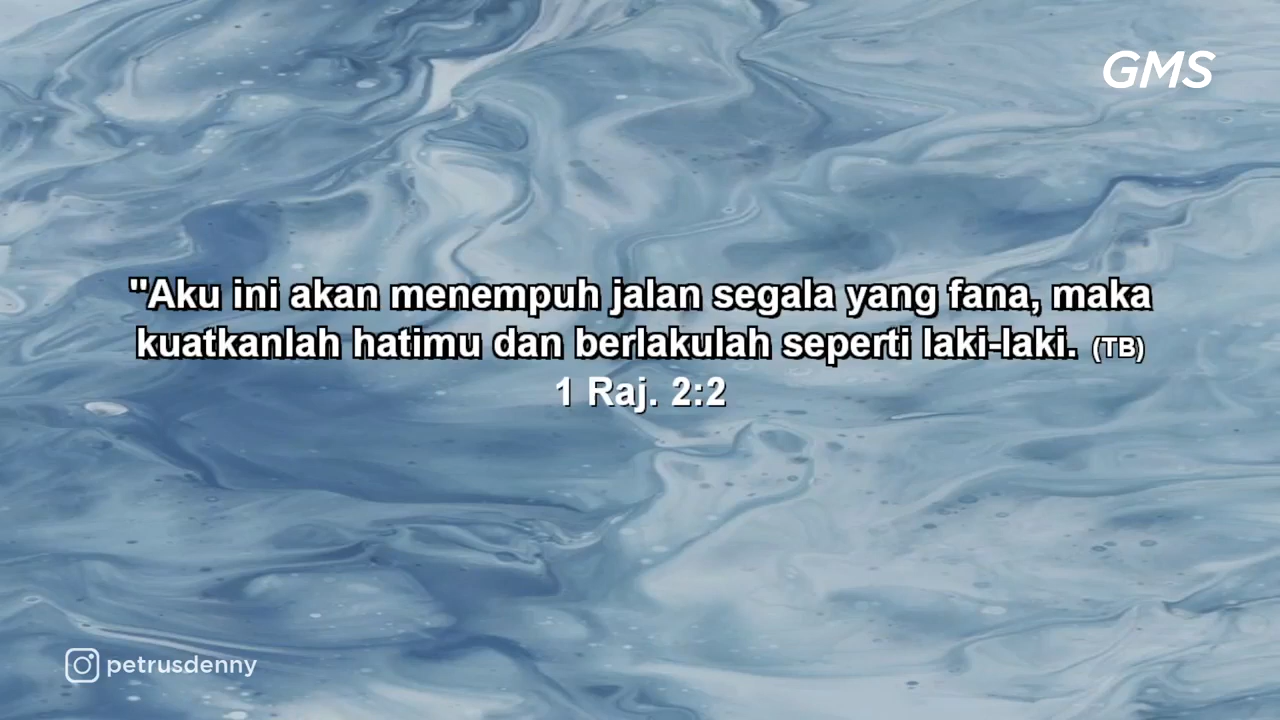 GMS
"Aku ini akan menempuh jalan segala yang fana, maka
kuatkanlah hatimu dan berlakulah seperti laki-laki. (TB)
1 Raj. 2:2
petrusdenny